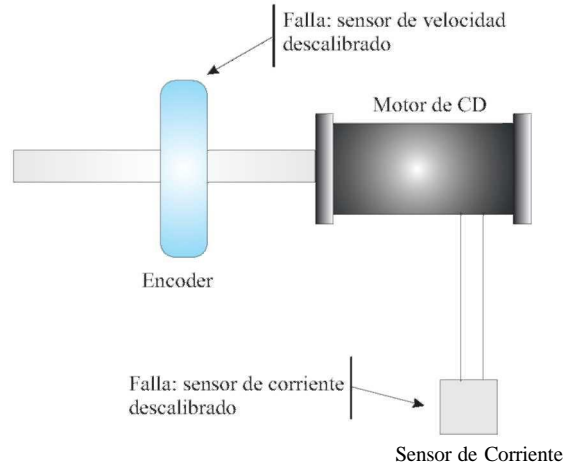 Falla: sensor de velocidad
descalibrado
Motor de CD
Encoder
Falla: sensor de corriente
descalibrado
Sensor de Corriente